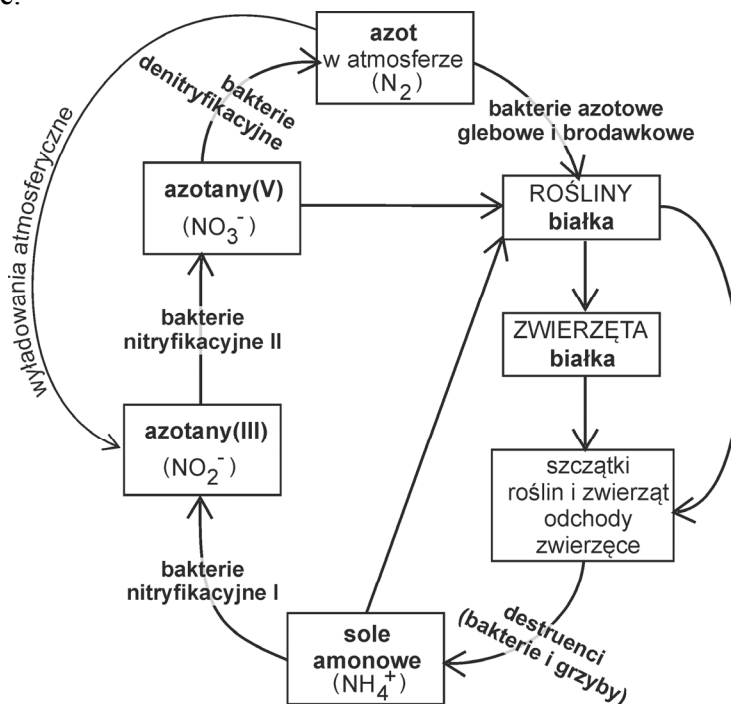 azot
w atmosferze
(N2)
bakterie
denitryfikacyjne
bakterie azotowe
glebowe i brodawkowe
wyładowania atmosferyczne
azotany(V)
(NO3-)
ROŚLINY
białka
bakterie
nitryfikacyjne II
ZWIERZĘTA
białka
azotany(III)
(NO2-)
szczątki
roślin i zwierząt
odchody
zwierzęce
bakterie
nitryfikacyjne I
destruenci
(bakterie i grzyby)
sole
amonowe
(NH4+)